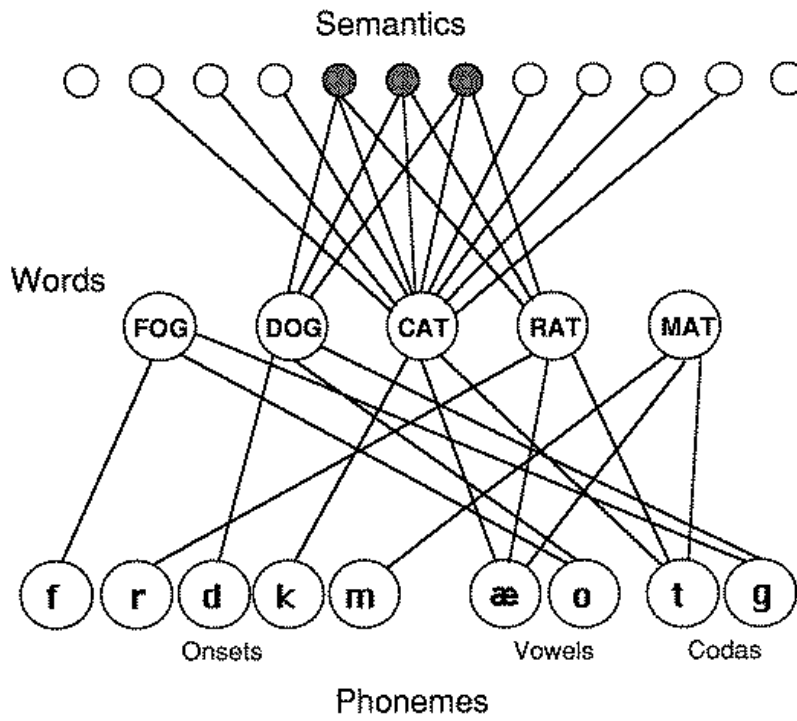 Semantics
Words
FOG DOG CAT RAT MAT
f r d k m æ o t g
Onsets Vowels Codas
Phonemes